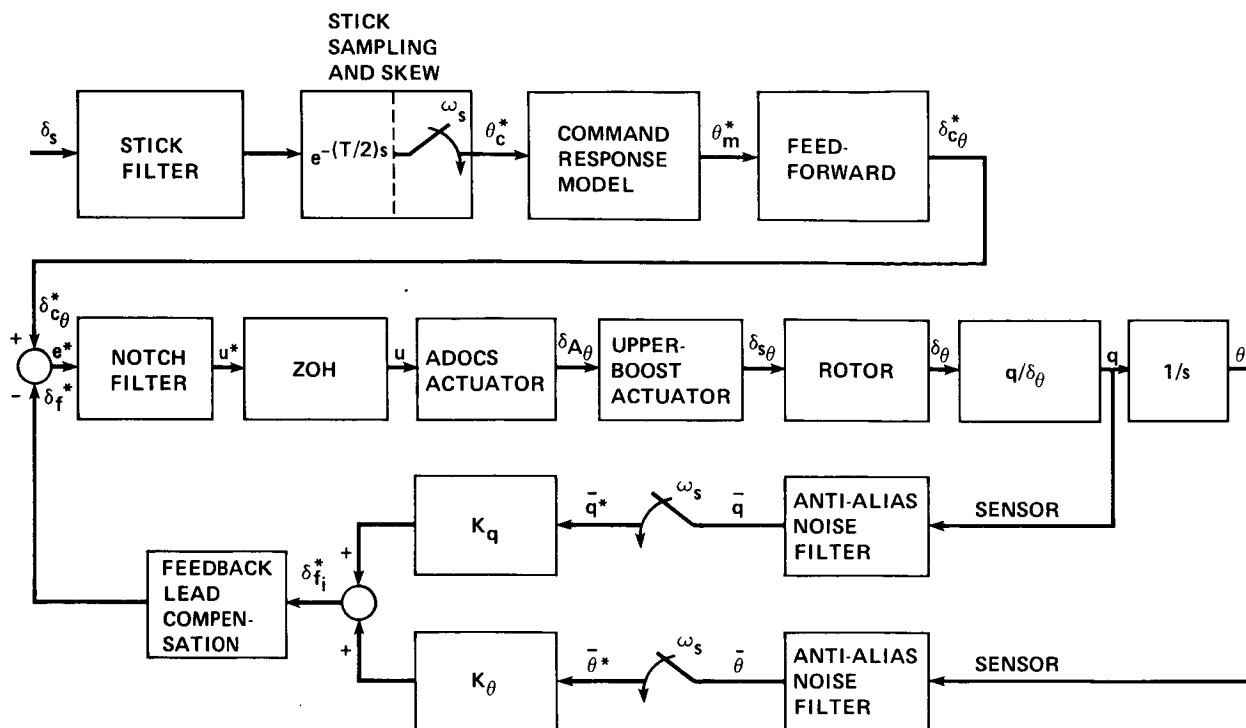 STICK
SAMPLING
AND SKEW
δs
STICK
FILTER
e-(T/2)s
ωs
θc*
COMMAND
RESPONSE
MODEL
θm*
FEED-
FORWARD
δcθ*
δcθ*
+
e*
−
δf*
NOTCH
FILTER
u*
ZOH
u
ADOCS
ACTUATOR
δAθ
UPPER-
BOOST
ACTUATOR
δsθ
ROTOR
δθ
q/δθ
q
1/s
θ
Kq
q̄*
ωs
q̄
ANTI-ALIAS
NOISE
FILTER
SENSOR
FEEDBACK
LEAD
COMPEN-
SATION
δfi*
+
+
Kθ
θ̄*
ωs
θ̄
ANTI-ALIAS
NOISE
FILTER
SENSOR